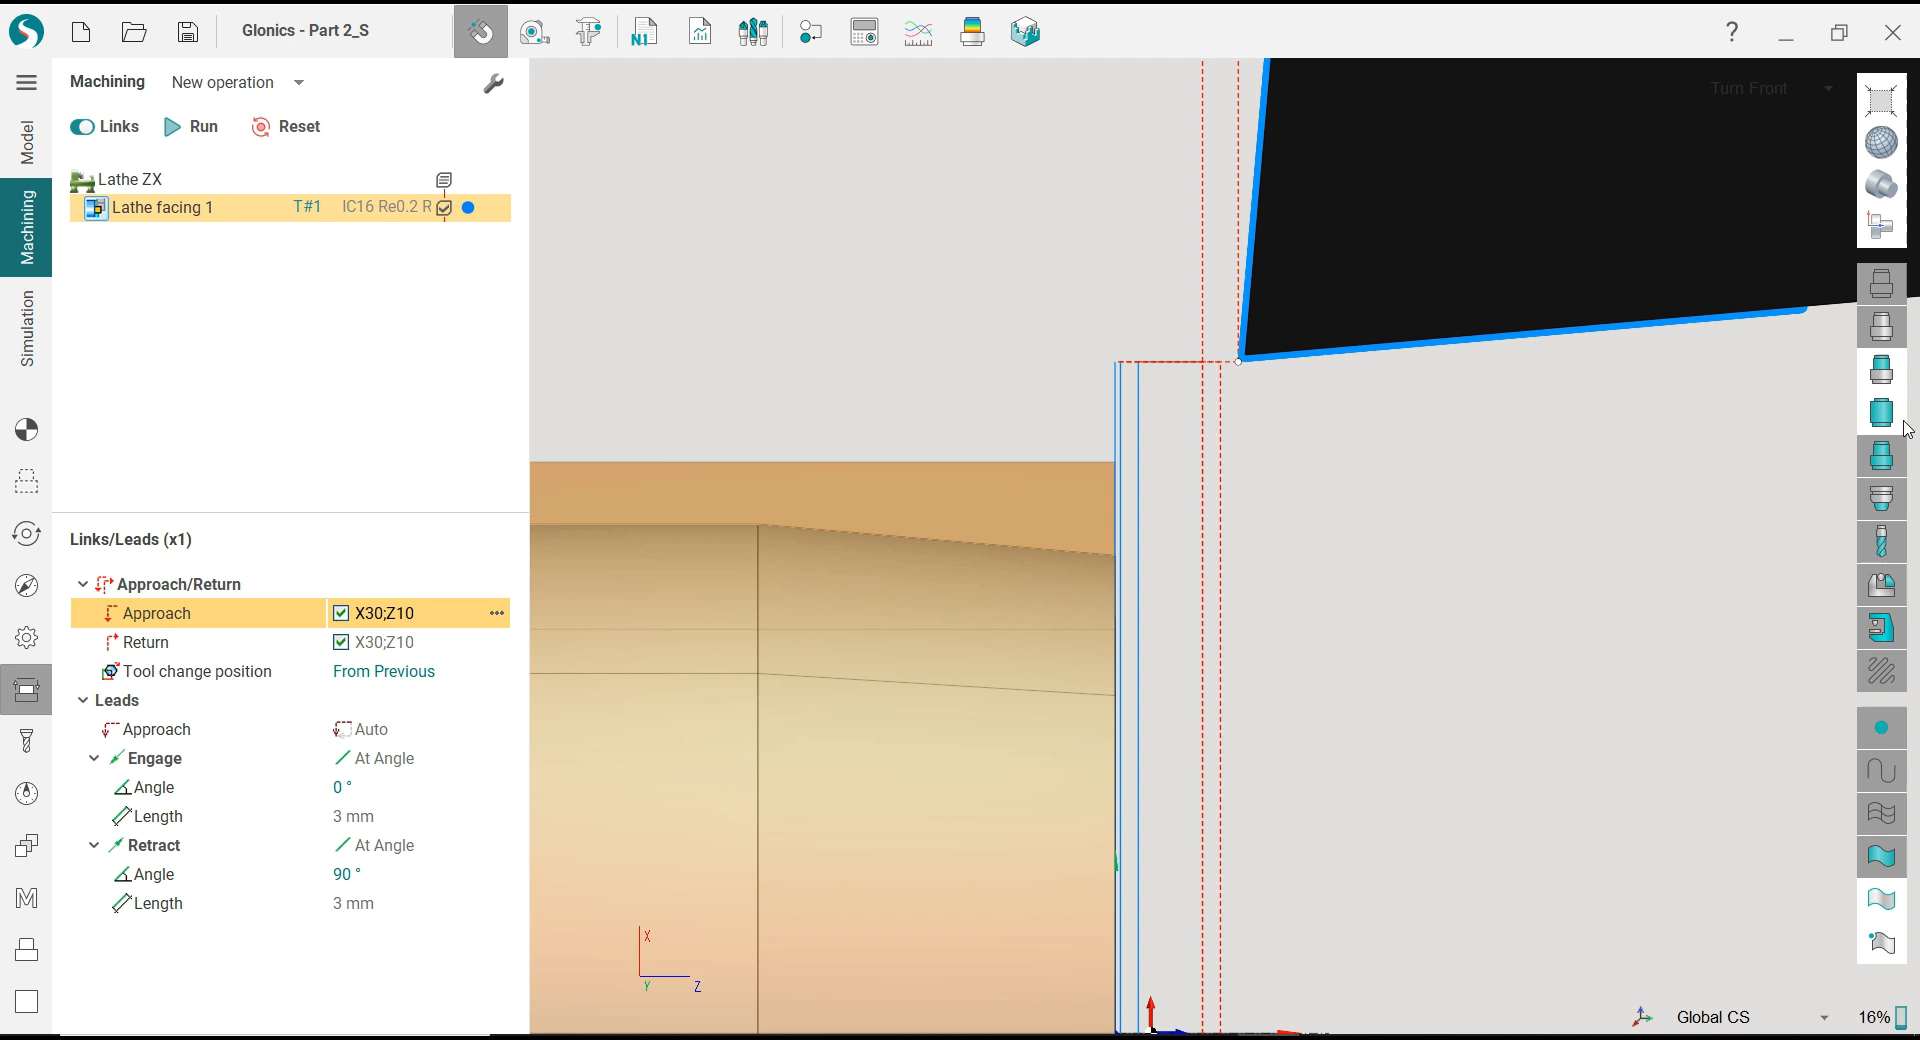 Glonics - Part 2_S
N1
?
Machining New operation
Turn Front
Links Run Reset
Model
Machining
Simulation
Lathe ZX
Lathe facing 1 T#1 IC16 Re0.2 R
Links/Leads (x1)
Approach/Return
Approach X30;Z10
Return X30;Z10
Tool change position From Previous
Leads
Approach Auto
Engage At Angle
Angle 0 °
Length 3 mm
Retract At Angle
Angle 90 °
Length 3 mm
M
X
Y Z
Global CS 16%